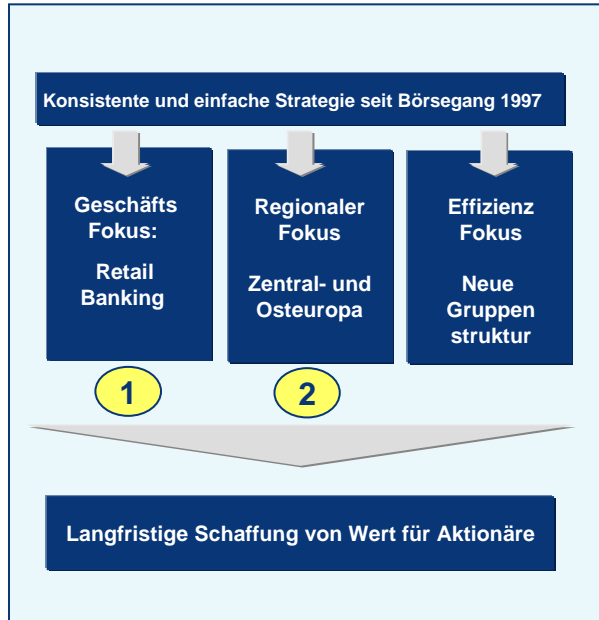 Konsistente und einfache Strategie seit Börsegang 1997
Geschäfts
Fokus:
Retail
Banking
Regionaler
Fokus
Zentral- und
Osteuropa
Effizienz
Fokus
Neue
Gruppen
struktur
1
2
Langfristige Schaffung von Wert für Aktionäre